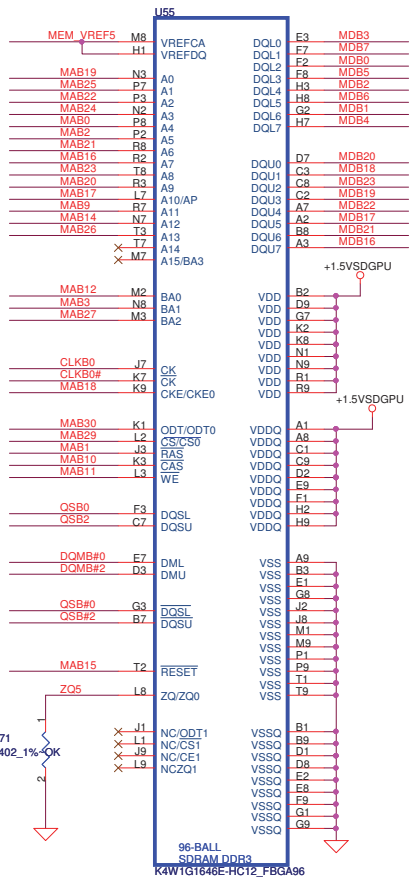 U55
MEM_VREF5 M8 VREFCA DQL0 E3 MDB3
H1 VREFDQ DQL1 F7 MDB7
DQL2 F2 MDB0
MAB19 N3 A0 DQL3 F8 MDB5
MAB25 P7 A1 DQL4 H3 MDB2
MAB22 P3 A2 DQL5 H8 MDB6
MAB24 N2 A3 DQL6 G2 MDB1
MAB0 P8 A4 DQL7 H7 MDB4
MAB2 P2 A5
MAB21 R8 A6
MAB16 R2 A7 DQU0 D7 MDB20
MAB23 T8 A8 DQU1 C3 MDB18
MAB20 R3 A9 DQU2 C8 MDB23
MAB17 L7 A10/AP DQU3 C2 MDB19
MAB9 R7 A11 DQU4 A7 MDB22
MAB14 N7 A12 DQU5 A2 MDB17
MAB26 T3 A13 DQU6 B8 MDB21
T7 A14 DQU7 A3 MDB16
M7 A15/BA3
+1.5VSDGPU
MAB12 M2 BA0 VDD B2
MAB3 N8 BA1 VDD D9
MAB27 M3 BA2 VDD G7
VDD K2
VDD K8
VDD N1
CLKB0 J7 CK VDD N9
CLKB0# K7 CK VDD R1
MAB18 K9 CKE/CKE0 VDD R9
+1.5VSDGPU
MAB30 K1 ODT/ODT0 VDDQ A1
MAB29 L2 CS/CS0 VDDQ A8
MAB1 J3 RAS VDDQ C1
MAB10 K3 CAS VDDQ C9
MAB11 L3 WE VDDQ D2
VDDQ E9
VDDQ F1
QSB0 F3 DQSL VDDQ H2
QSB2 C7 DQSU VDDQ H9
DQMB#0 E7 DML VSS A9
DQMB#2 D3 DMU VSS B3
VSS E1
VSS G8
QSB#0 G3 DQSL VSS J2
QSB#2 B7 DQSU VSS J8
VSS M1
VSS M9
VSS P1
MAB15 T2 RESET VSS P9
VSS T1
ZQ5 L8 ZQ/ZQ0 VSS T9
1
J1 NC/ODT1 VSSQ B1
71
L1 NC/CS1 VSSQ B9
402_1%~OK
J9 NC/CE1 VSSQ D1
L9 NCZQ1 VSSQ D8
2
VSSQ E2
VSSQ E8
VSSQ F9
VSSQ G1
VSSQ G9
96-BALL
SDRAM DDR3
K4W1G1646E-HC12_FBGA96